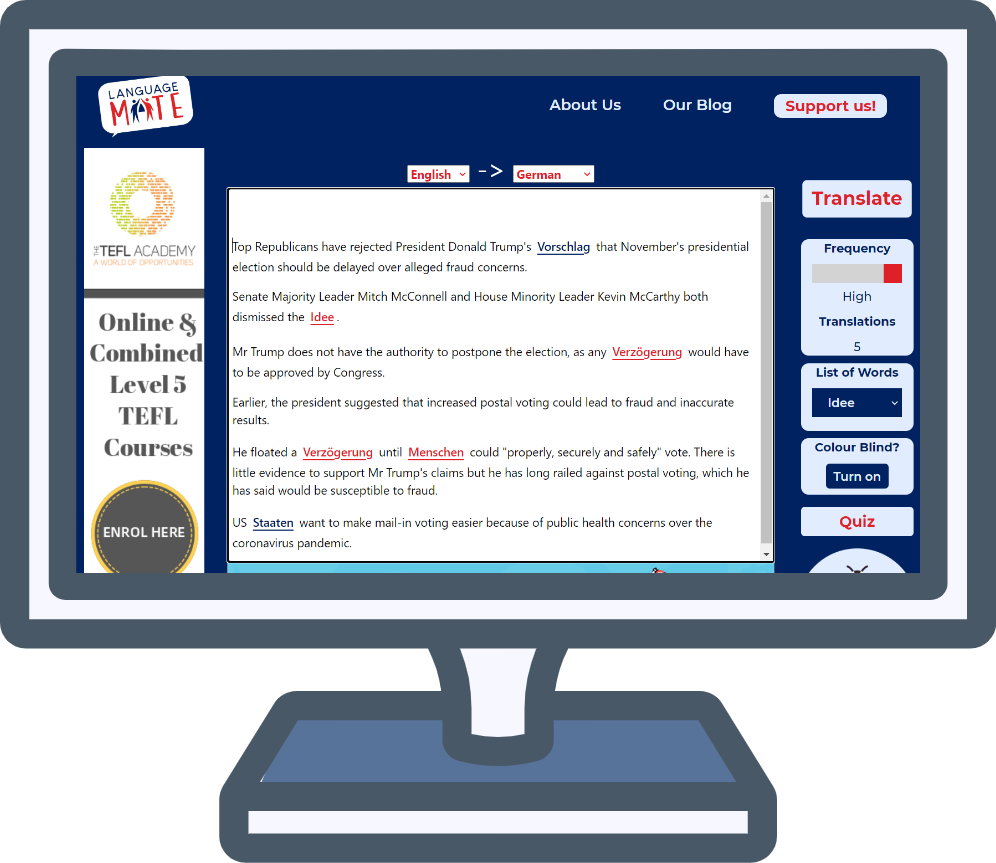 LANGUAGE
MATE
About Us
Our Blog
Support us!
THE TEFL ACADEMY
A WORLD OF OPPORTUNITIES
Online &
Combined
Level 5
TEFL
Courses
ENROL HERE
English -> German
Top Republicans have rejected President Donald Trump's Vorschlag that November's presidential
election should be delayed over alleged fraud concerns.
Senate Majority Leader Mitch McConnell and House Minority Leader Kevin McCarthy both
dismissed the Idee .
Mr Trump does not have the authority to postpone the election, as any Verzögerung would have
to be approved by Congress.
Earlier, the president suggested that increased postal voting could lead to fraud and inaccurate
results.
He floated a Verzögerung until Menschen could "properly, securely and safely" vote. There is
little evidence to support Mr Trump's claims but he has long railed against postal voting, which he
has said would be susceptible to fraud.
US Staaten want to make mail-in voting easier because of public health concerns over the
coronavirus pandemic.
Translate
Frequency
High
Translations
5
List of Words
Idee
Colour Blind?
Turn on
Quiz